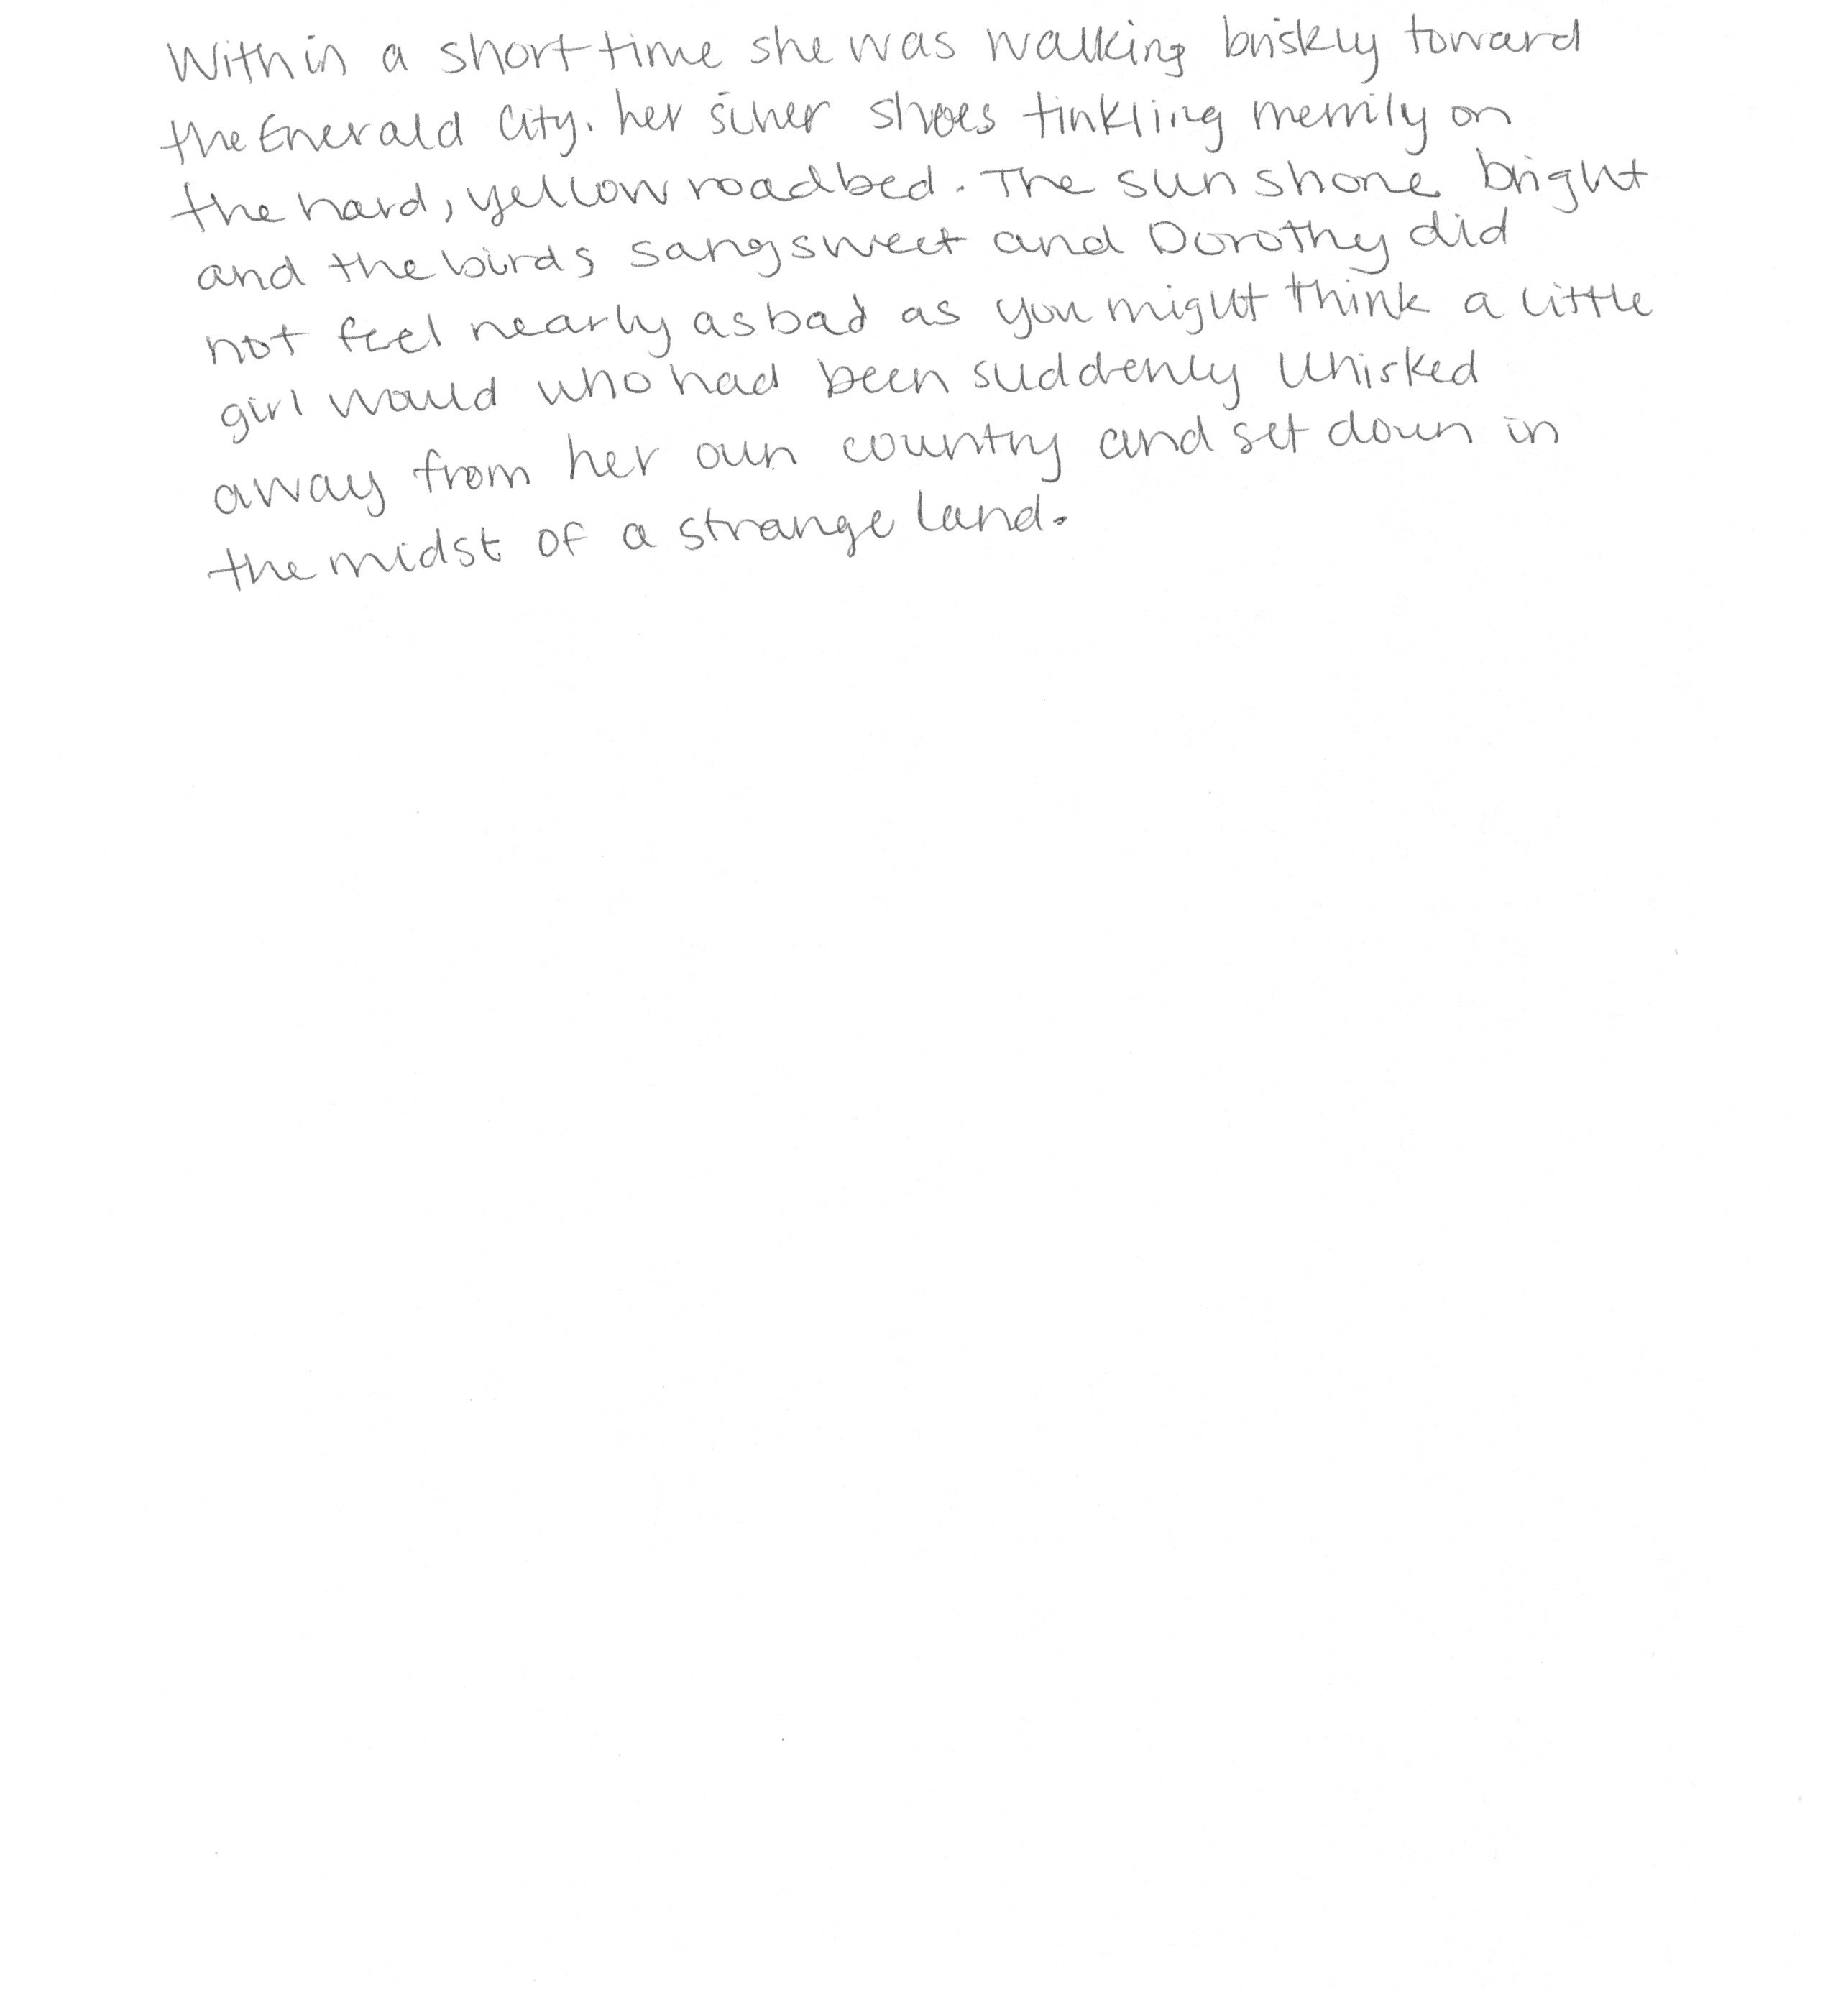 Within a short time she was walking briskly toward
the Emerald City. her silver shoes tinkling merrily on
the hard, yellow roadbed. The sun shone bright
and the birds sang sweet and Dorothy did
not feel nearly as bad as you might think a little
girl would who had been suddenly whisked
away from her own country and set down in
the midst of a strange land.